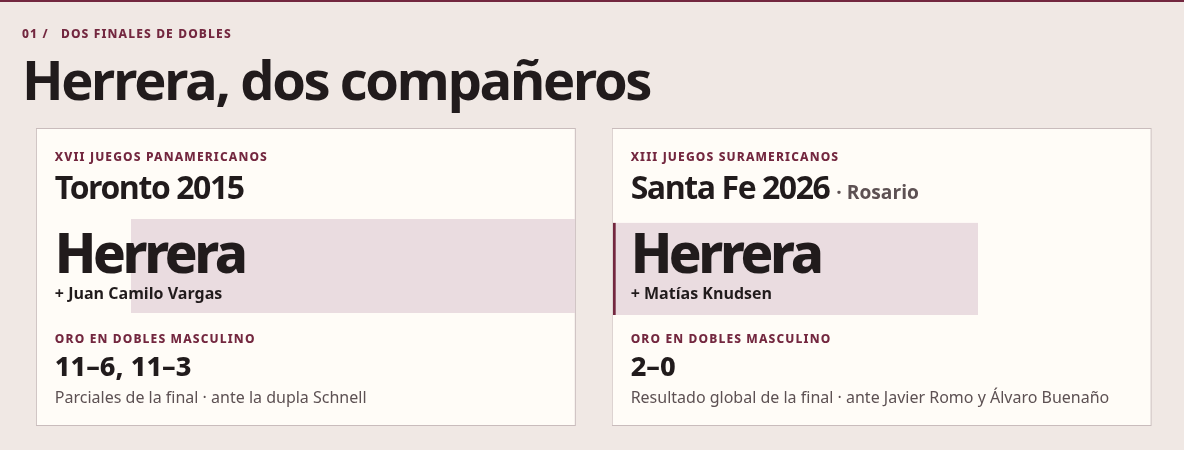 01 / DOS FINALES DE DOBLES
Herrera, dos compañeros
XVII JUEGOS PANAMERICANOS
Toronto 2015
Herrera
+ Juan Camilo Vargas
ORO EN DOBLES MASCULINO
11–6, 11–3
Parciales de la final · ante la dupla Schnell
XIII JUEGOS SURAMERICANOS
Santa Fe 2026 · Rosario
Herrera
+ Matías Knudsen
ORO EN DOBLES MASCULINO
2–0
Resultado global de la final · ante Javier Romo y Álvaro Buenaño